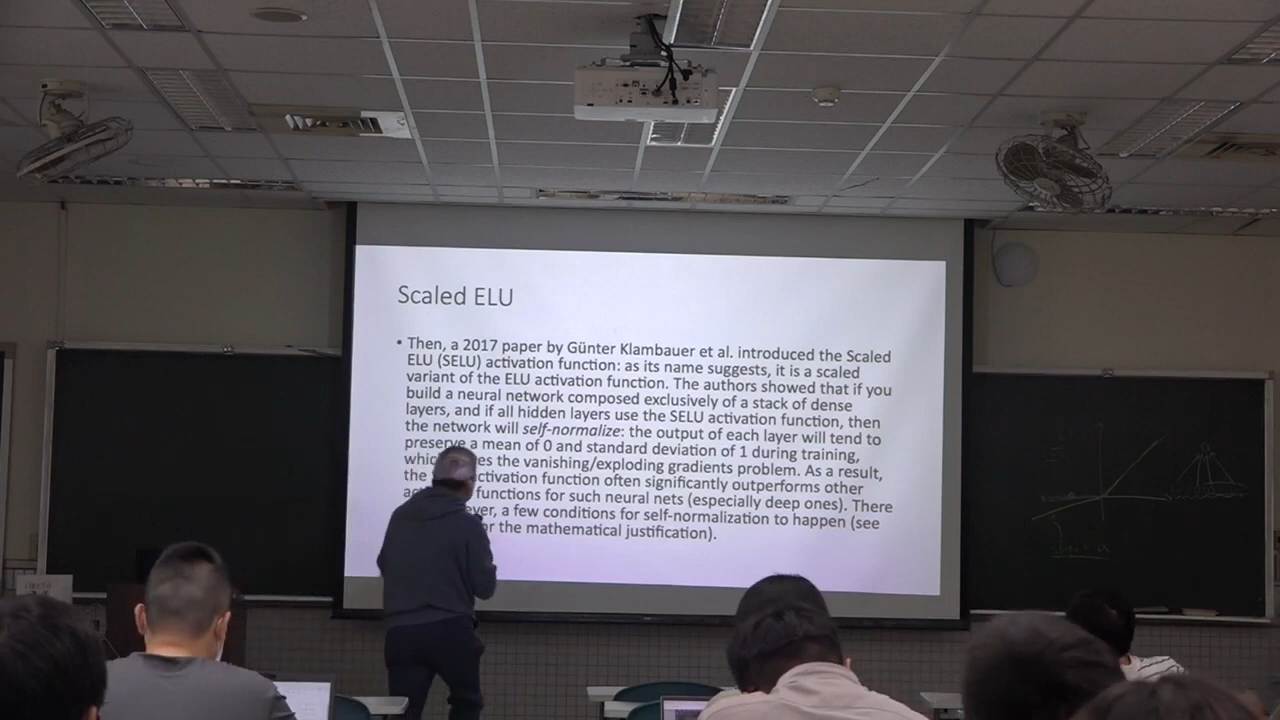 Scaled ELU
• Then, a 2017 paper by Günter Klambauer et al. introduced the Scaled
ELU (SELU) activation function: as its name suggests, it is a scaled
variant of the ELU activation function. The authors showed that if you
build a neural network composed exclusively of a stack of dense
layers, and if all hidden layers use the SELU activation function, then
the network will self-normalize: the output of each layer will tend to
preserve a mean of 0 and standard deviation of 1 during training,
the vanishing/exploding gradients problem. As a result,
the activation function often significantly outperforms other
functions for such neural nets (especially deep ones). There
a few conditions for self-normalization to happen (see
the mathematical justification).